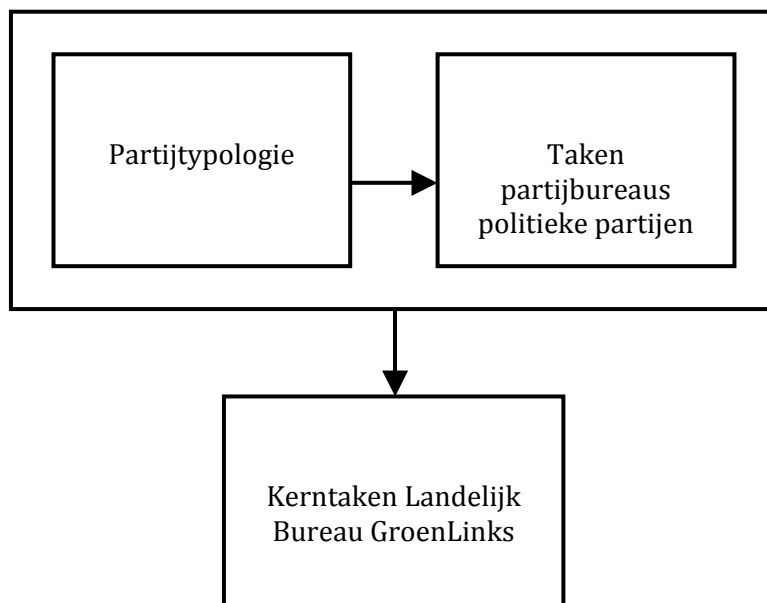 Partijtypologie
Taken
partijbureaus
politieke partijen
Kerntaken Landelijk
Bureau GroenLinks